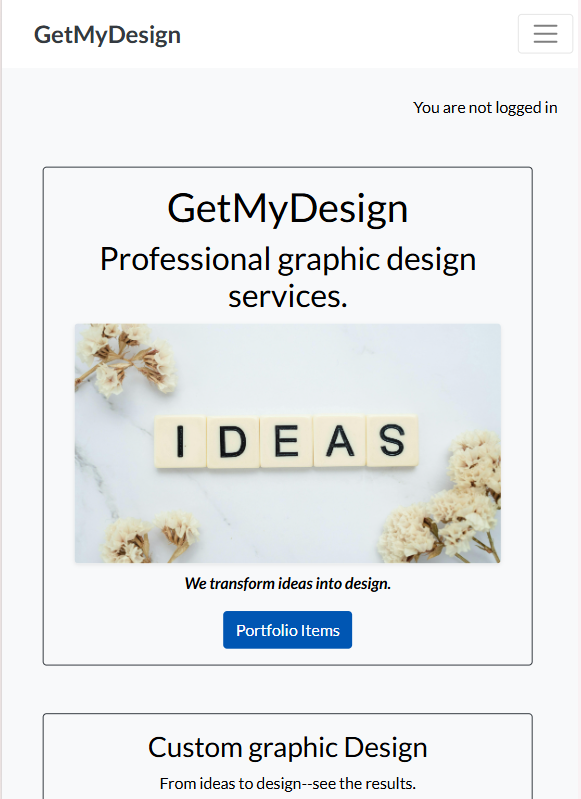 GetMyDesign
You are not logged in
GetMyDesign
Professional graphic design
services.
IDEAS
We transform ideas into design.
Portfolio Items
Custom graphic Design
From ideas to design--see the results.